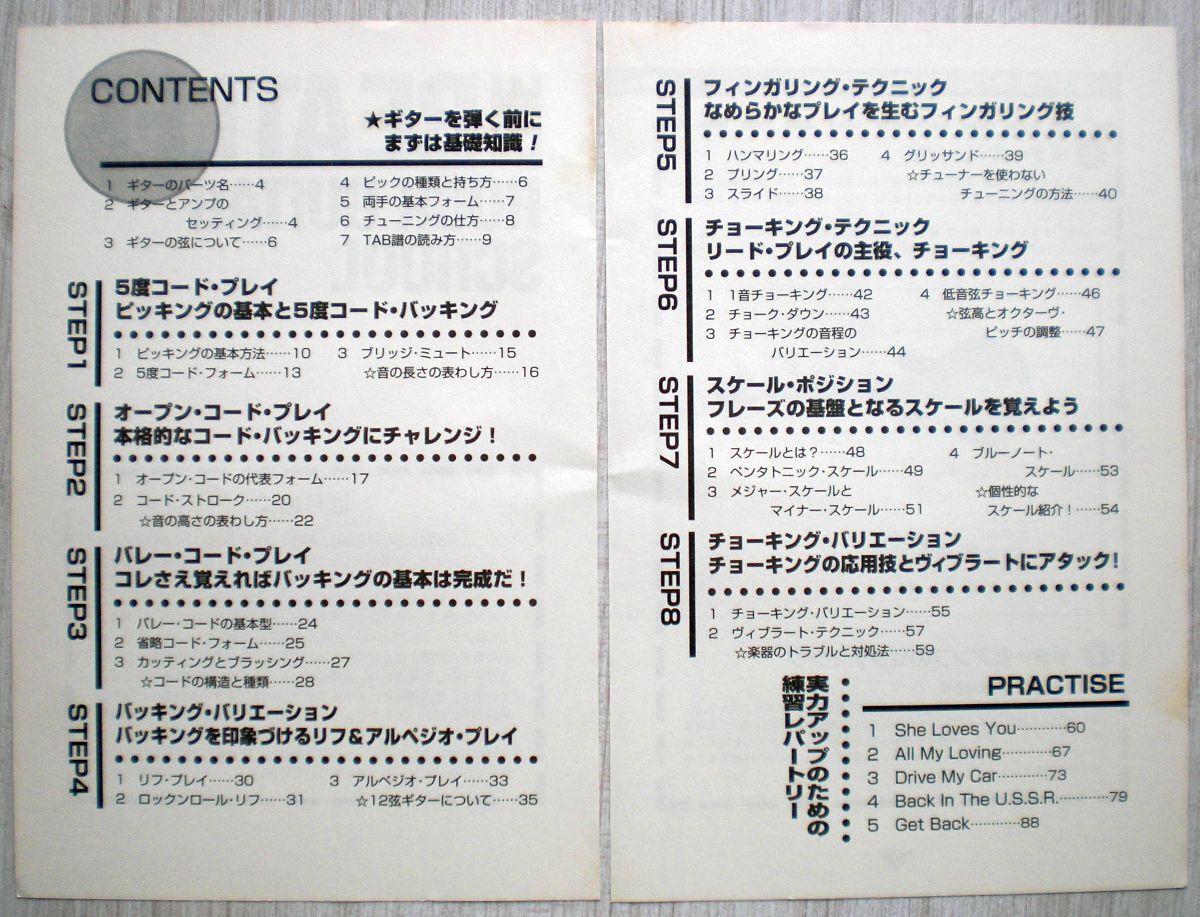 CONTENTS
★ギターを弾く前に
まずは基礎知識！
1 ギターのパーツ名……4
2 ギターとアンプの
セッティング……4
3 ギターの弦について……6
4 ピックの種類と持ち方……6
5 両手の基本フォーム……7
6 チューニングの仕方……8
7 TAB譜の読み方……9
STEP1
5度コード・プレイ
ピッキングの基本と5度コード・バッキング
1 ピッキングの基本方法……10
2 5度コード・フォーム……13
3 ブリッジ・ミュート……15
☆音の長さの表わし方……16
STEP2
オープン・コード・プレイ
本格的なコード・バッキングにチャレンジ！
1 オープン・コードの代表フォーム……17
2 コード・ストローク……20
☆音の高さの表わし方……22
STEP3
バレー・コード・プレイ
コレさえ覚えればバッキングの基本は完成だ！
1 バレー・コードの基本型……24
2 省略コード・フォーム……25
3 カッティングとブラッシング……27
☆コードの構造と種類……28
STEP4
バッキング・バリエーション
バッキングを印象づけるリフ&アルペジオ・プレイ
1 リフ・プレイ……30
2 ロックンロール・リフ……31
3 アルペジオ・プレイ……33
☆12弦ギターについて……35
STEP5
フィンガリング・テクニック
なめらかなプレイを生むフィンガリング技
1 ハンマリング……36
2 プリング……37
3 スライド……38
4 グリッサンド……39
☆チューナーを使わない
チューニングの方法……40
STEP6
チョーキング・テクニック
リード・プレイの主役、チョーキング
1 1音チョーキング……42
2 チョーク・ダウン……43
3 チョーキングの音程の
バリエーション……44
4 低音弦チョーキング……46
☆弦高とオクターヴ・
ピッチの調整……47
STEP7
スケール・ポジション
フレーズの基盤となるスケールを覚えよう
1 スケールとは？……48
2 ペンタトニック・スケール……49
3 メジャー・スケールと
マイナー・スケール……51
4 ブルーノート・
スケール……53
☆個性的な
スケール紹介！……54
STEP8
チョーキング・バリエーション
チョーキングの応用技とヴィブラートにアタック！
1 チョーキング・バリエーション……55
2 ヴィブラート・テクニック……57
☆楽器のトラブルと対処法……59
実力アップのための
練習レパートリー
PRACTISE
1 She Loves You…………60
2 All My Loving…………67
3 Drive My Car…………73
4 Back In The U.S.S.R.…………79
5 Get Back…………88